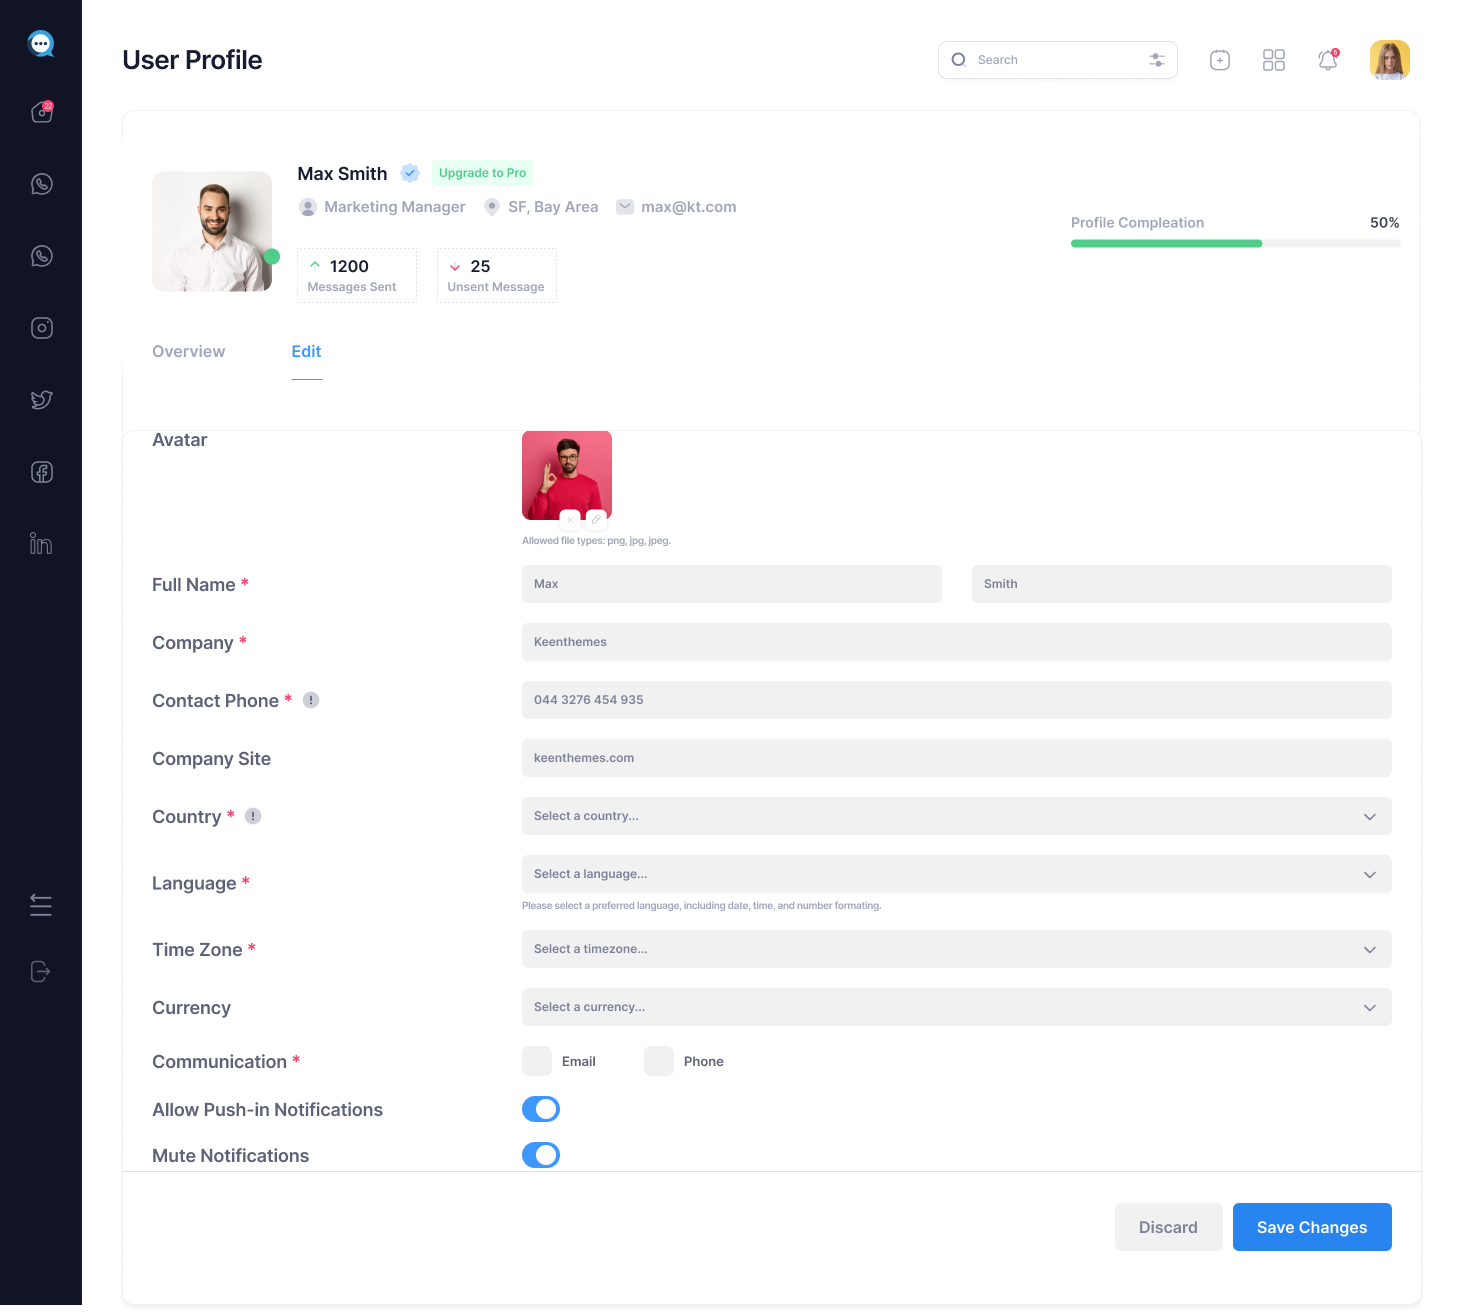 User Profile
Search
5
22
Max Smith
Upgrade to Pro
Marketing Manager
SF, Bay Area
max@kt.com
Profile Compleation
50%
1200
Messages Sent
25
Unsent Message
Overview
Edit
Avatar
Allowed file types: png, jpg, jpeg.
Full Name *
Max
Smith
Company *
Keenthemes
Contact Phone *
044 3276 454 935
Company Site
keenthemes.com
Country *
Select a country...
Language *
Select a language...
Please select a preferred language, including date, time, and number formating.
Time Zone *
Select a timezone...
Currency
Select a currency...
Communication *
Email
Phone
Allow Push-in Notifications
Mute Notifications
Discard
Save Changes